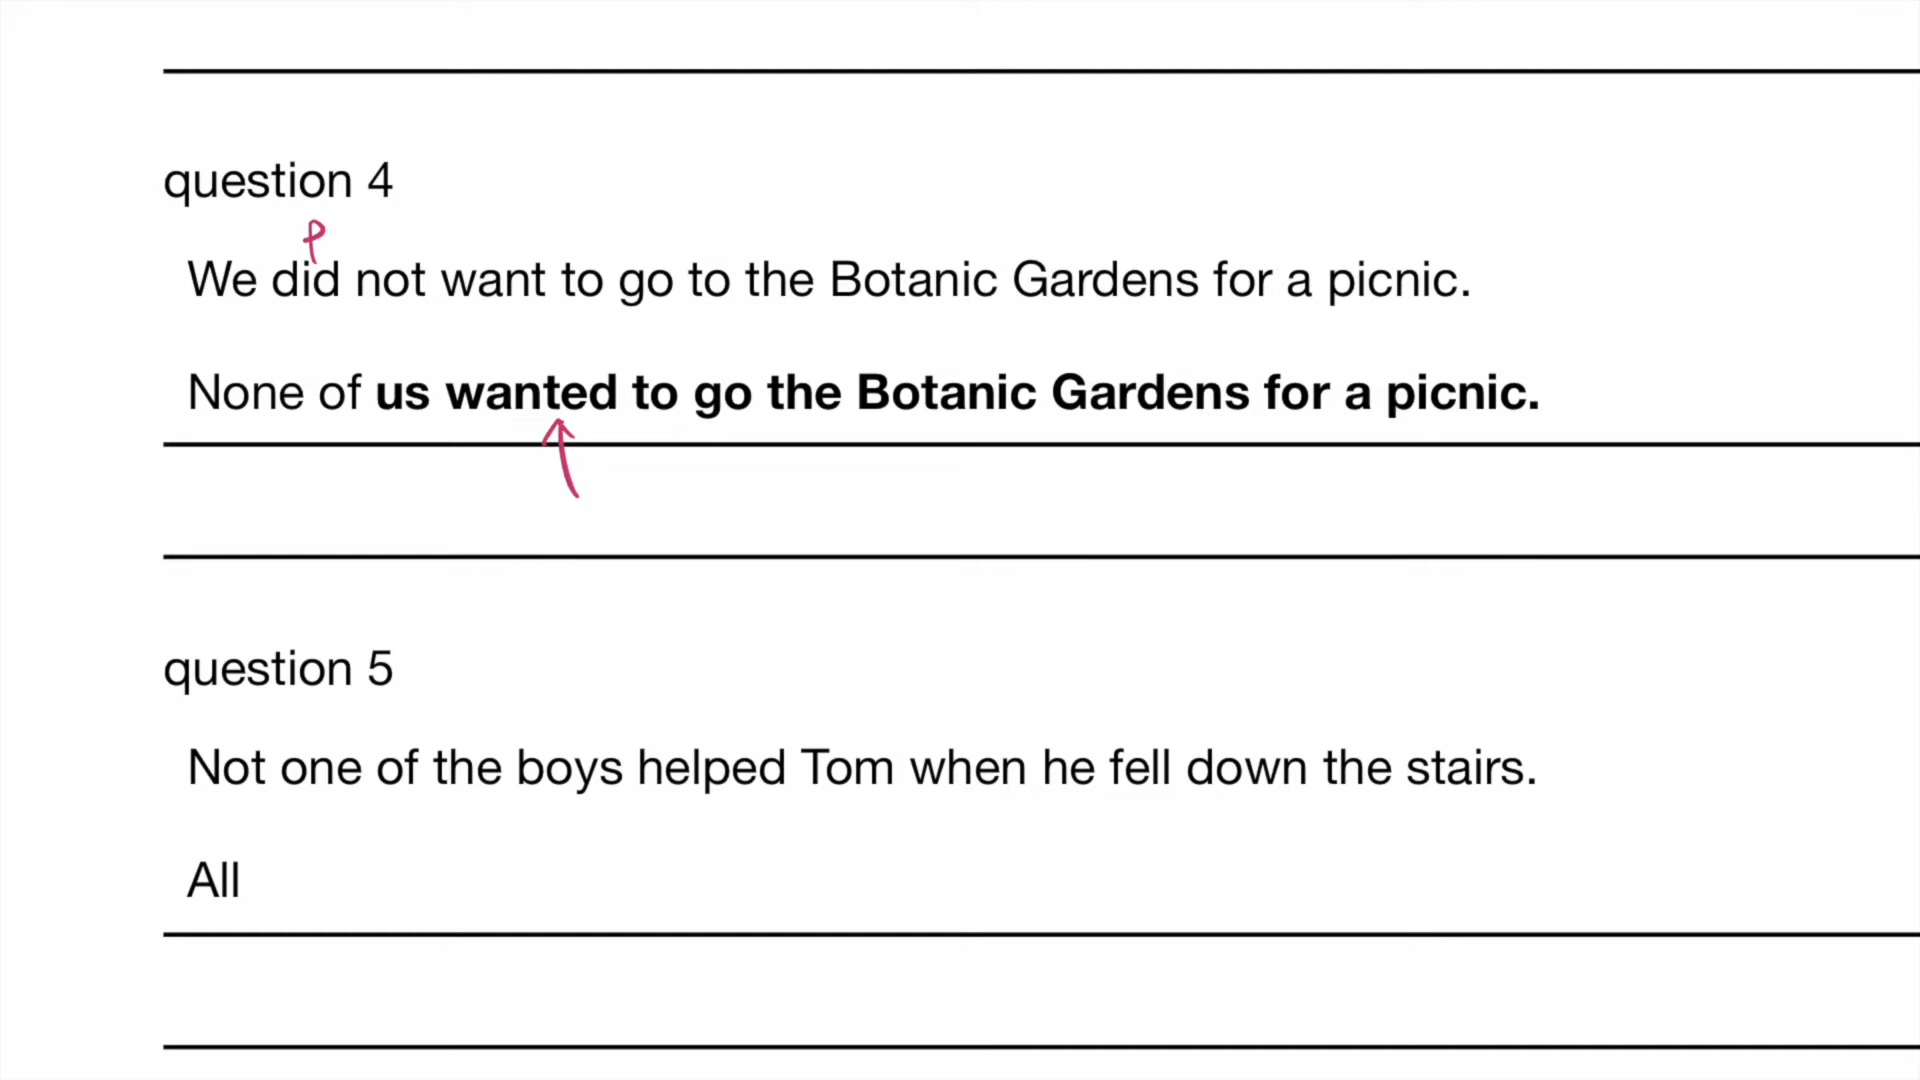 question 4
P
We did not want to go to the Botanic Gardens for a picnic.
None of us wanted to go the Botanic Gardens for a picnic.
question 5
Not one of the boys helped Tom when he fell down the stairs.
All